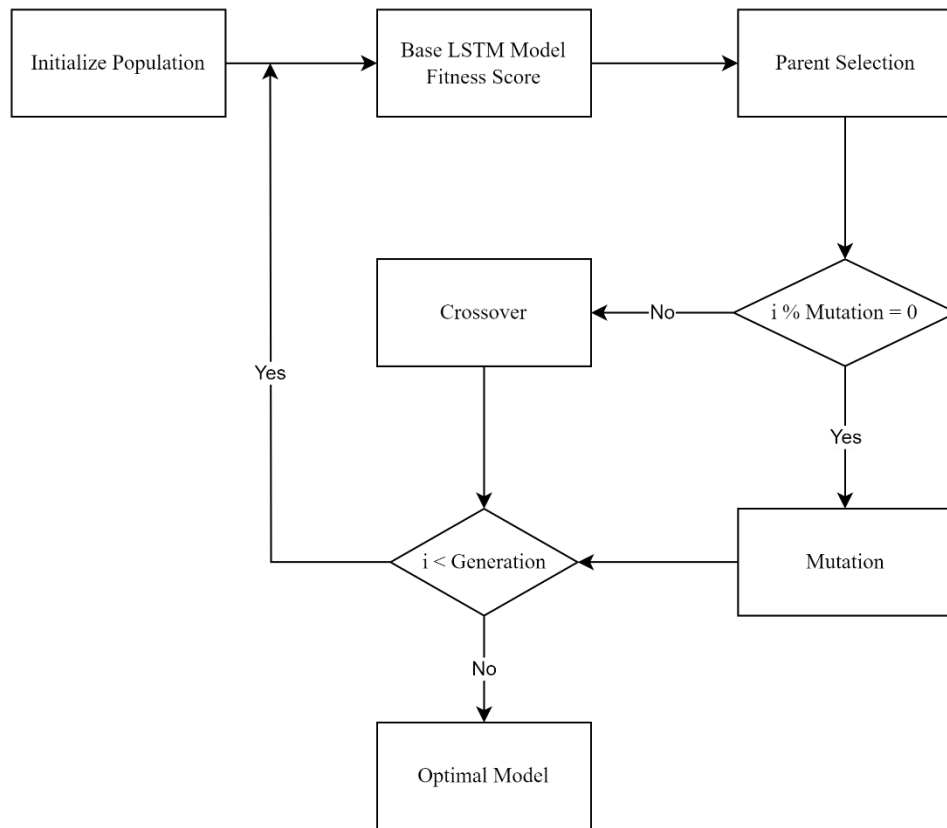 Initialize Population
Base LSTM Model
Fitness Score
Parent Selection
Crossover
No
i % Mutation = 0
Yes
Yes
i < Generation
Mutation
No
Optimal Model